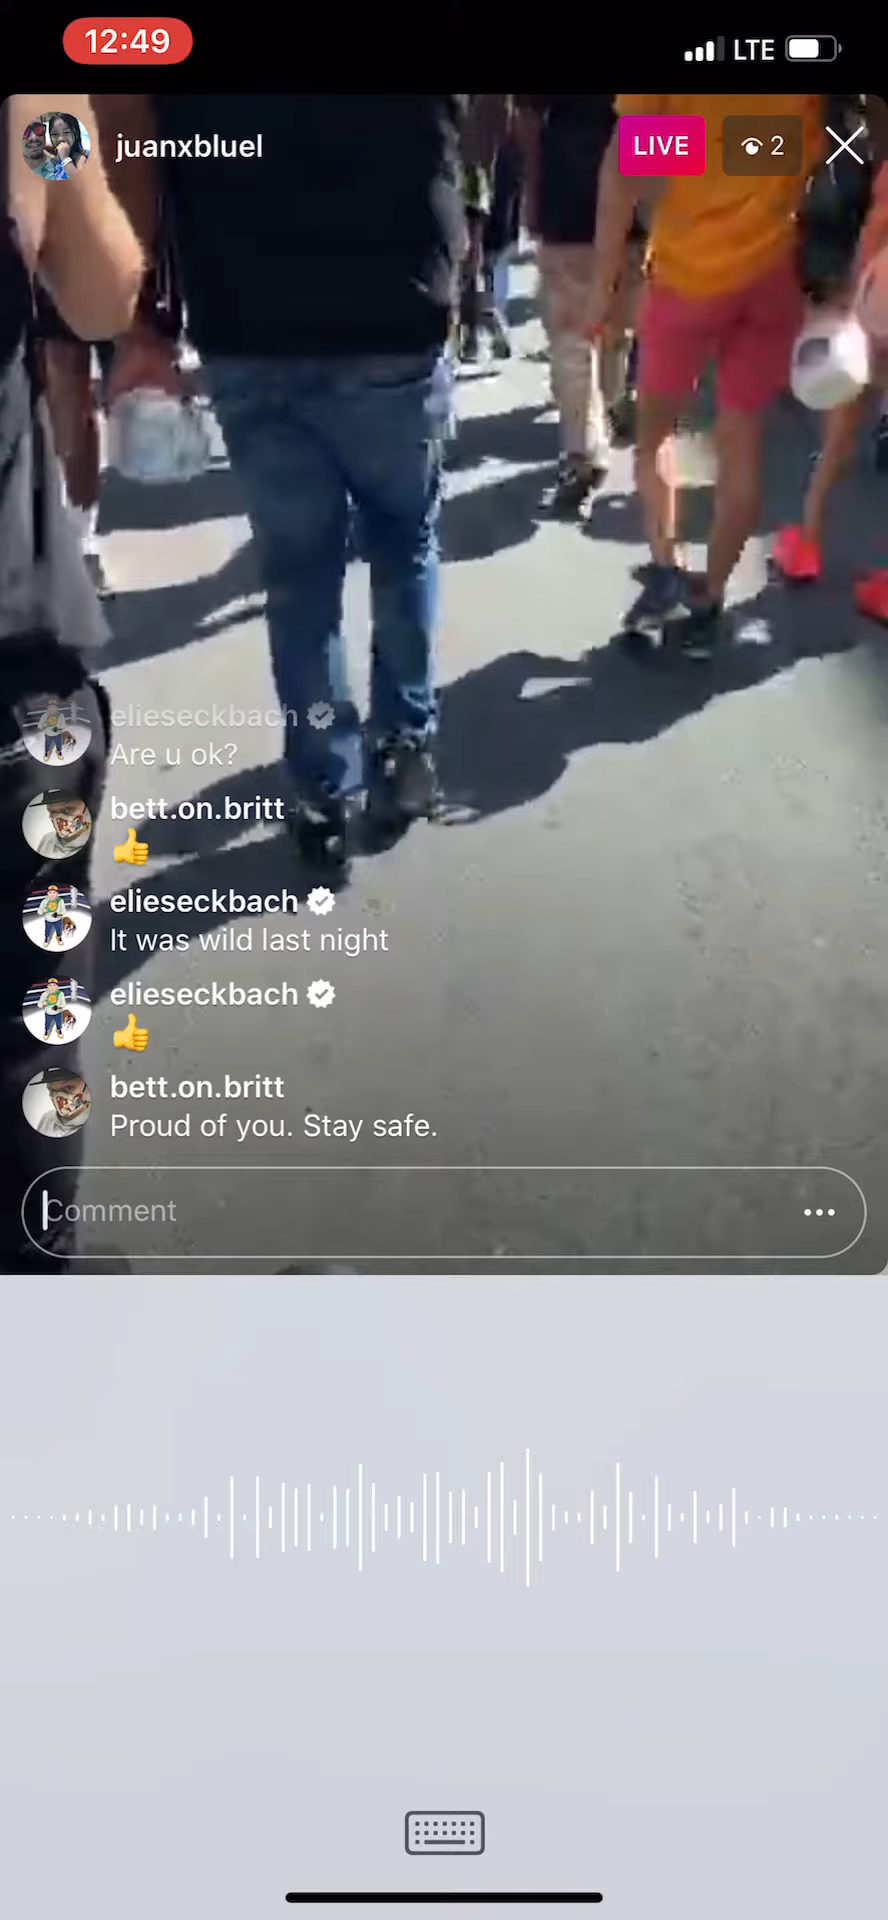 12:49
LTE
juanxbluel
LIVE
2
elieseckbach
Are u ok?
bett.on.britt
👍
elieseckbach
It was wild last night
elieseckbach
👍
bett.on.britt
Proud of you. Stay safe.
Comment